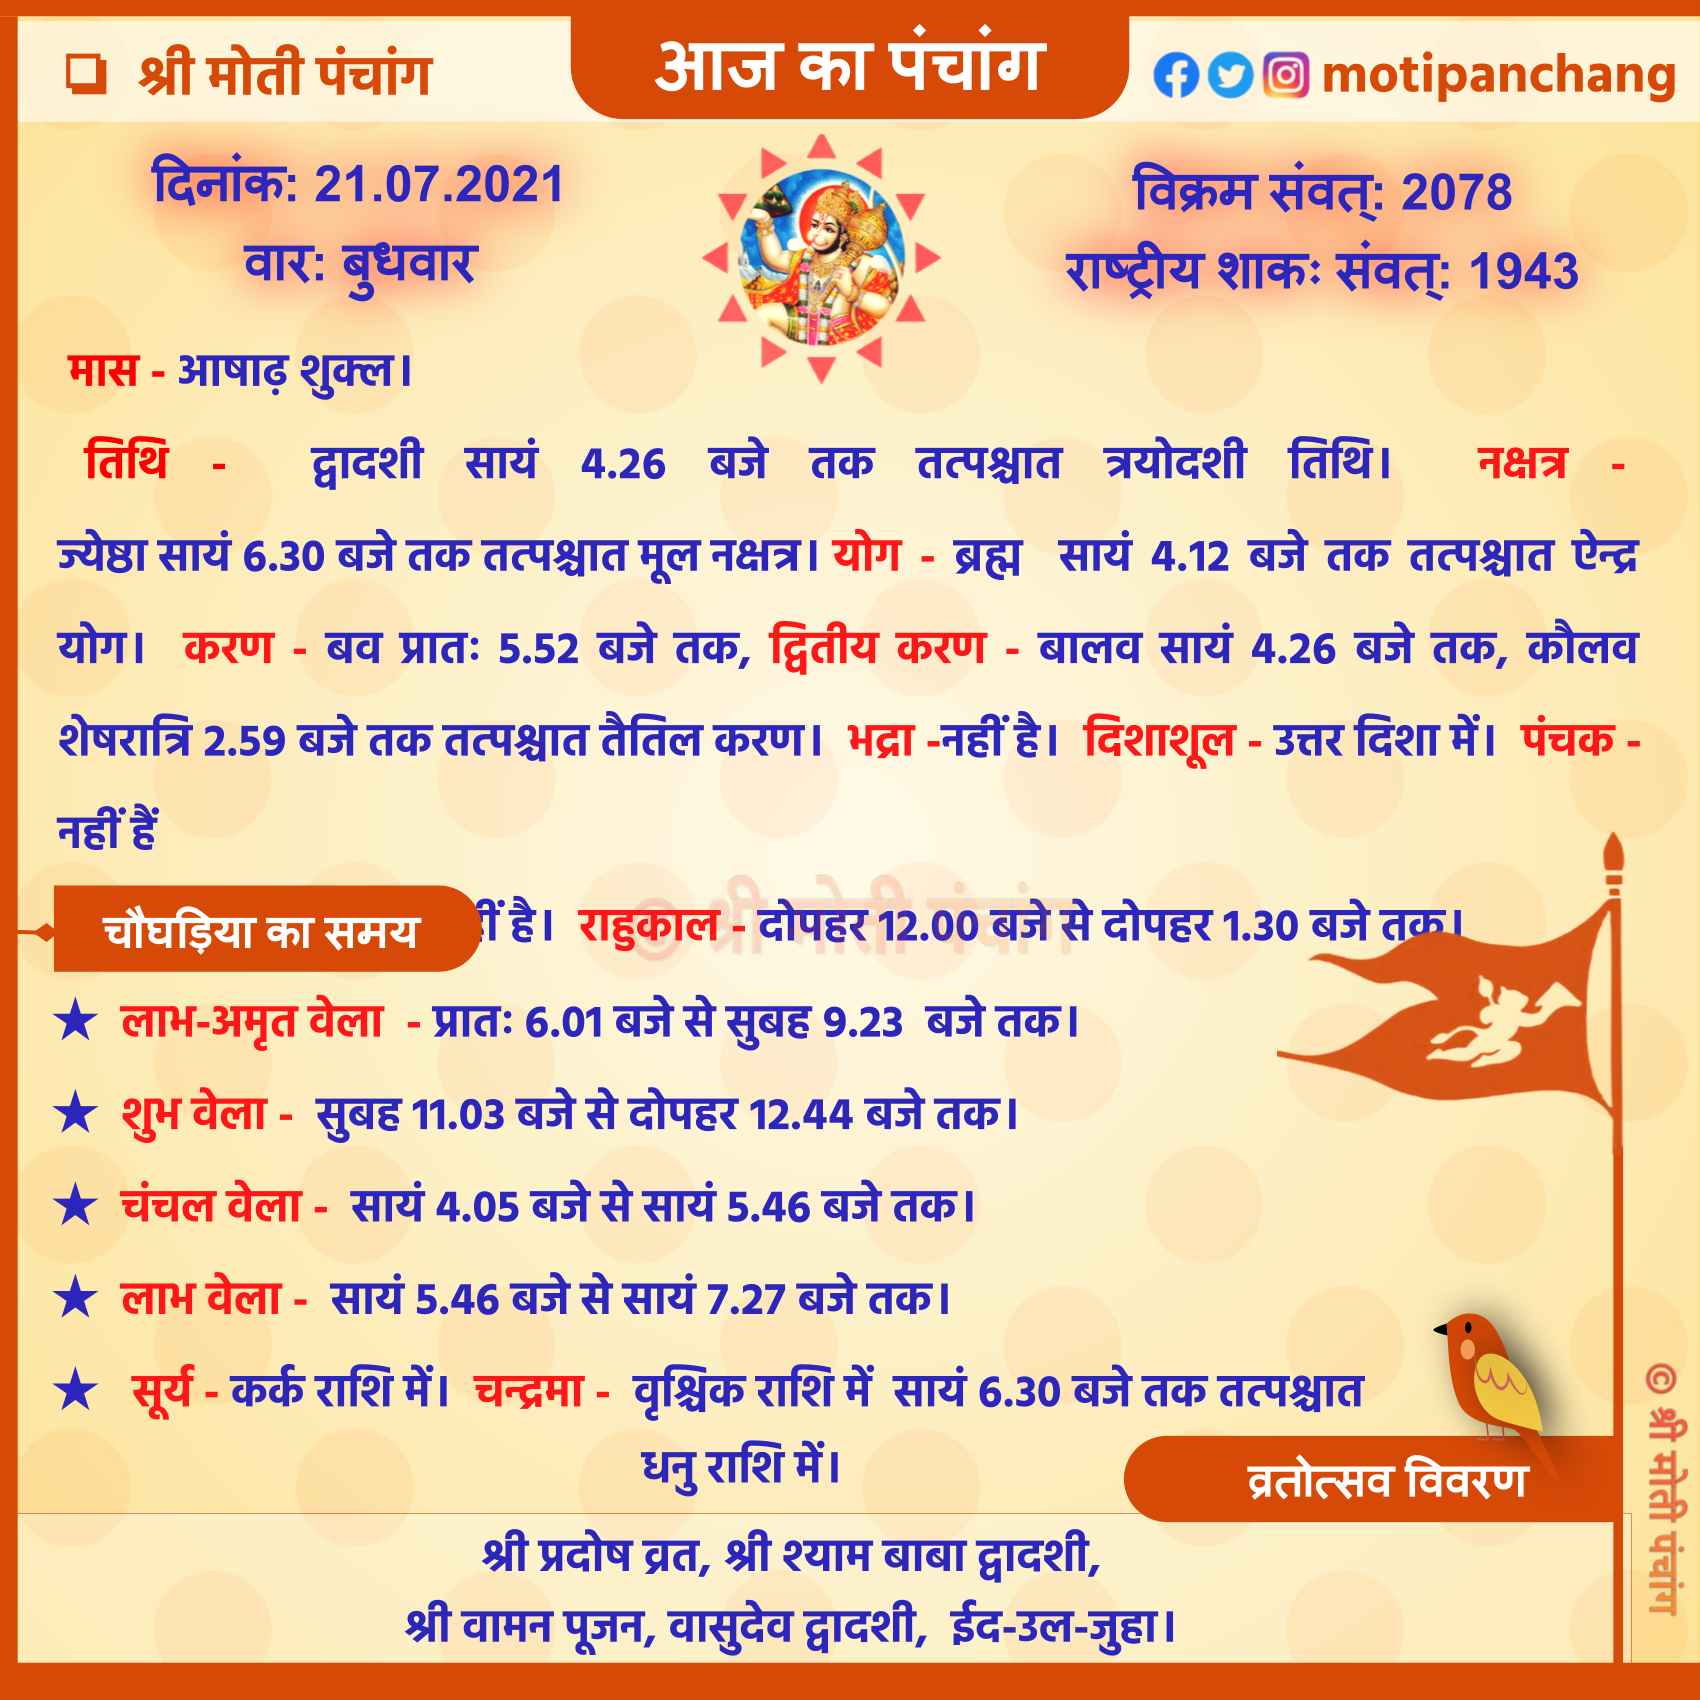 ❏ श्री मोती पंचांग
आज का पंचांग
motipanchang
दिनांक: 21.07.2021
वार: बुधवार
विक्रम संवत्: 2078
राष्ट्रीय शाकः संवत्: 1943
मास - आषाढ़ शुक्ल।
तिथि - द्वादशी सायं 4.26 बजे तक तत्पश्चात त्रयोदशी तिथि। नक्षत्र -
ज्येष्ठा सायं 6.30 बजे तक तत्पश्चात मूल नक्षत्र। योग - ब्रह्म सायं 4.12 बजे तक तत्पश्चात ऐन्द्र
योग। करण - बव प्रातः 5.52 बजे तक, द्वितीय करण - बालव सायं 4.26 बजे तक, कौलव
शेषरात्रि 2.59 बजे तक तत्पश्चात तैतिल करण। भद्रा -नहीं है। दिशाशूल - उत्तर दिशा में। पंचक -
नहीं हैं
चौघड़िया का समय
है। राहुकाल - दोपहर 12.00 बजे से दोपहर 1.30 बजे तक।
© श्री मोती पंचांग
★ लाभ-अमृत वेला - प्रातः 6.01 बजे से सुबह 9.23 बजे तक।
★ शुभ वेला - सुबह 11.03 बजे से दोपहर 12.44 बजे तक।
★ चंचल वेला - सायं 4.05 बजे से सायं 5.46 बजे तक।
★ लाभ वेला - सायं 5.46 बजे से सायं 7.27 बजे तक।
★ सूर्य - कर्क राशि में। चन्द्रमा - वृश्चिक राशि में सायं 6.30 बजे तक तत्पश्चात
धनु राशि में।
व्रतोत्सव विवरण
श्री प्रदोष व्रत, श्री श्याम बाबा द्वादशी,
श्री वामन पूजन, वासुदेव द्वादशी, ईद-उल-जुहा।
© श्री मोती पंचांग